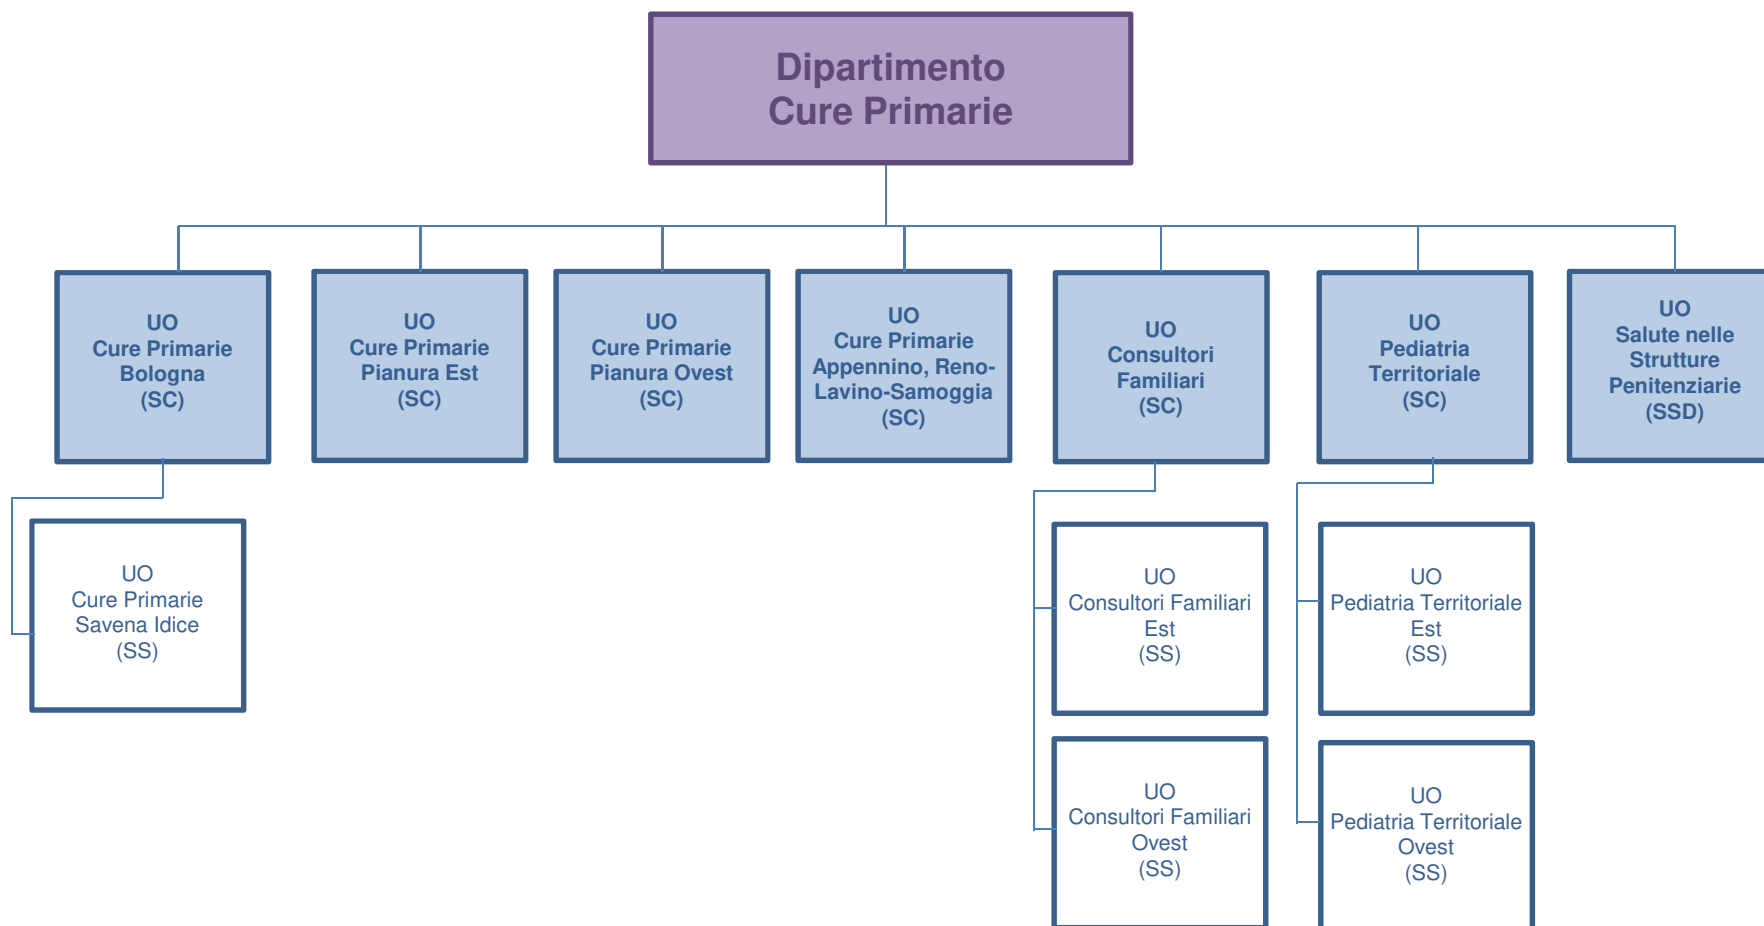 Dipartimento
Cure Primarie
UO
Cure Primarie
Bologna
(SC)
UO
Cure Primarie
Pianura Est
(SC)
UO
Cure Primarie
Pianura Ovest
(SC)
UO
Cure Primarie
Appennino, Reno-
Lavino-Samoggia
(SC)
UO
Consultori
Familiari
(SC)
UO
Pediatria
Territoriale
(SC)
UO
Salute nelle
Strutture
Penitenziarie
(SSD)
UO
Cure Primarie
Savena Idice
(SS)
UO
Consultori Familiari
Est
(SS)
UO
Pediatria Territoriale
Est
(SS)
UO
Consultori Familiari
Ovest
(SS)
UO
Pediatria Territoriale
Ovest
(SS)